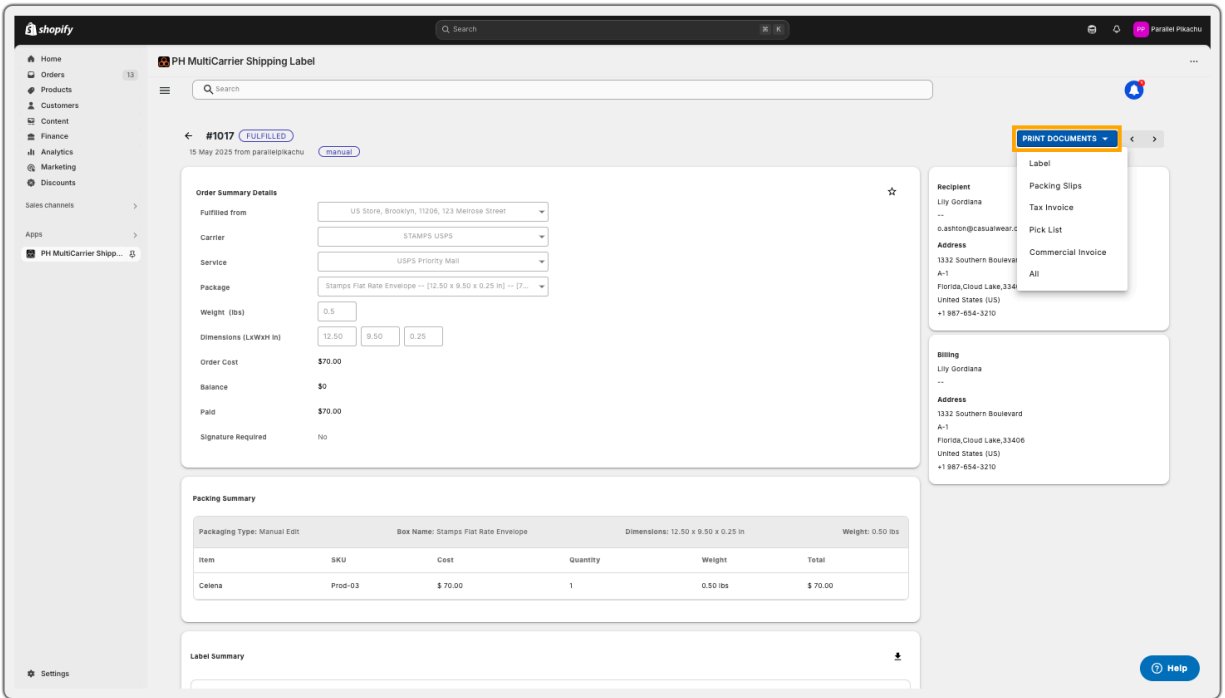 shopify
Search
⌘ K
PP
Parallel Pikachu
Home
Orders 13
Products
Customers
Content
Finance
Analytics
Marketing
Discounts
Sales channels
Apps
PH MultiCarrier Shipp...
Settings
PH MultiCarrier Shipping Label
...
Search
1
#1017 FULFILLED
15 May 2025 from parallelpikachu manual
PRINT DOCUMENTS
Label
Packing Slips
Tax Invoice
Pick List
Commercial Invoice
All
Order Summary Details
Fulfilled from US Store, Brooklyn, 11206, 123 Melrose Street
Carrier STAMPS USPS
Service USPS Priority Mail
Package Stamps Flat Rate Envelope -- [12.50 x 9.50 x 0.25 in] -- [7...
Weight (lbs) 0.5
Dimensions (LxWxH in) 12.50 9.50 0.25
Order Cost $70.00
Balance $0
Paid $70.00
Signature Required No
Recipient
Lily Gordiana
--
o.ashton@casualwear.c
Address
1332 Southern Boulevar
A-1
Florida,Cloud Lake,334
United States (US)
+1 987-654-3210
Billing
Lily Gordiana
--
Address
1332 Southern Boulevard
A-1
Florida,Cloud Lake,33406
United States (US)
+1 987-654-3210
Packing Summary
Packaging Type: Manual Edit Box Name: Stamps Flat Rate Envelope Dimensions: 12.50 x 9.50 x 0.25 in Weight: 0.50 lbs
Item SKU Cost Quantity Weight Total
Celena Prod-03 $ 70.00 1 0.50 lbs $ 70.00
Label Summary
Help